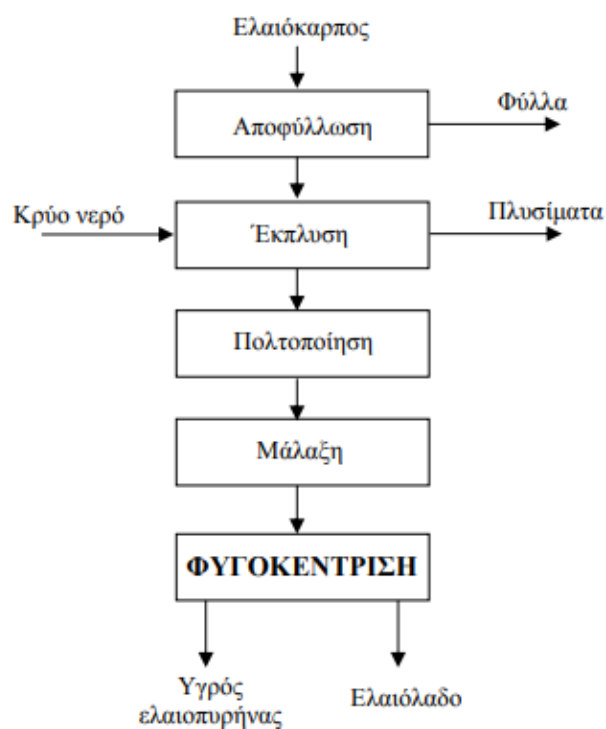 Ελαιόκαρπος
Φύλλα
Αποφύλλωση
Κρύο νερό
Πλυσίματα
Έκπλυση
Πολτοποίηση
Μάλαξη
ΦΥΓΟΚΕΝΤΡΙΣΗ
Υγρός
ελαιοπυρήνας
Ελαιόλαδο